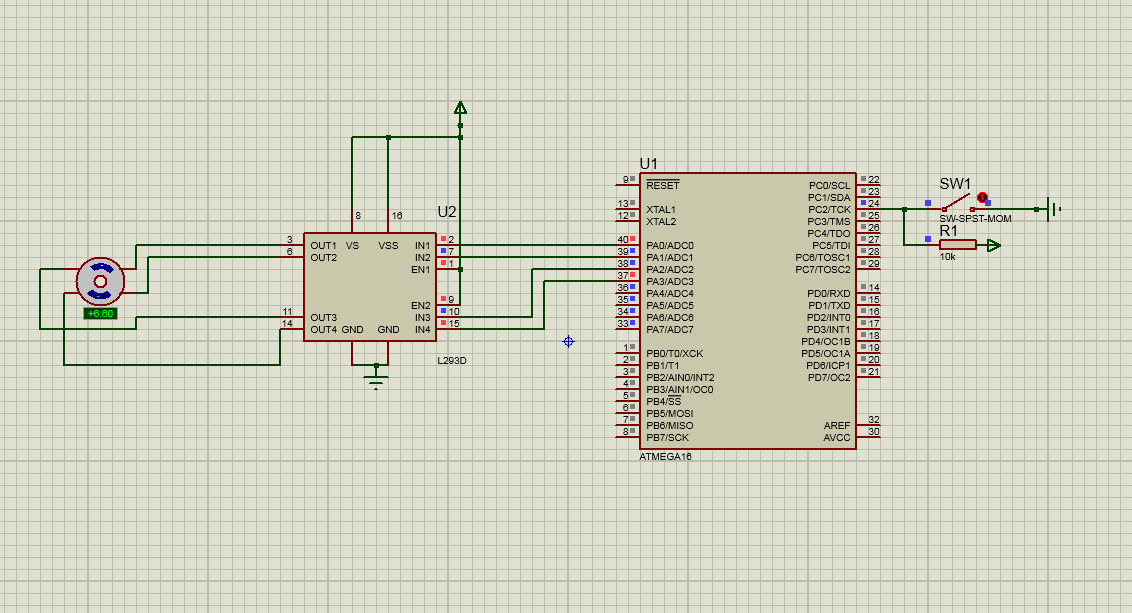 U1
9 RESET
13 XTAL1
12 XTAL2
40 PA0/ADC0
39 PA1/ADC1
38 PA2/ADC2
37 PA3/ADC3
36 PA4/ADC4
35 PA5/ADC5
34 PA6/ADC6
33 PA7/ADC7
1 PB0/T0/XCK
2 PB1/T1
3 PB2/AIN0/INT2
4 PB3/AIN1/OC0
5 PB4/SS
6 PB5/MOSI
7 PB6/MISO
8 PB7/SCK
PC0/SCL 22
PC1/SDA 23
PC2/TCK 24
PC3/TMS 25
PC4/TDO 26
PC5/TDI 27
PC6/TOSC1 28
PC7/TOSC2 29
PD0/RXD 14
PD1/TXD 15
PD2/INT0 16
PD3/INT1 17
PD4/OC1B 18
PD5/OC1A 19
PD6/ICP1 20
PD7/OC2 21
AREF 32
AVCC 30
ATMEGA16
U2
8 16
3 OUT1 VS VSS IN1 2
6 OUT2 IN2 7
EN1 1
EN2 9
11 OUT3 IN3 10
14 OUT4 GND GND IN4 15
L293D
+6.60
SW1
SW-SPST-MOM
R1
10k